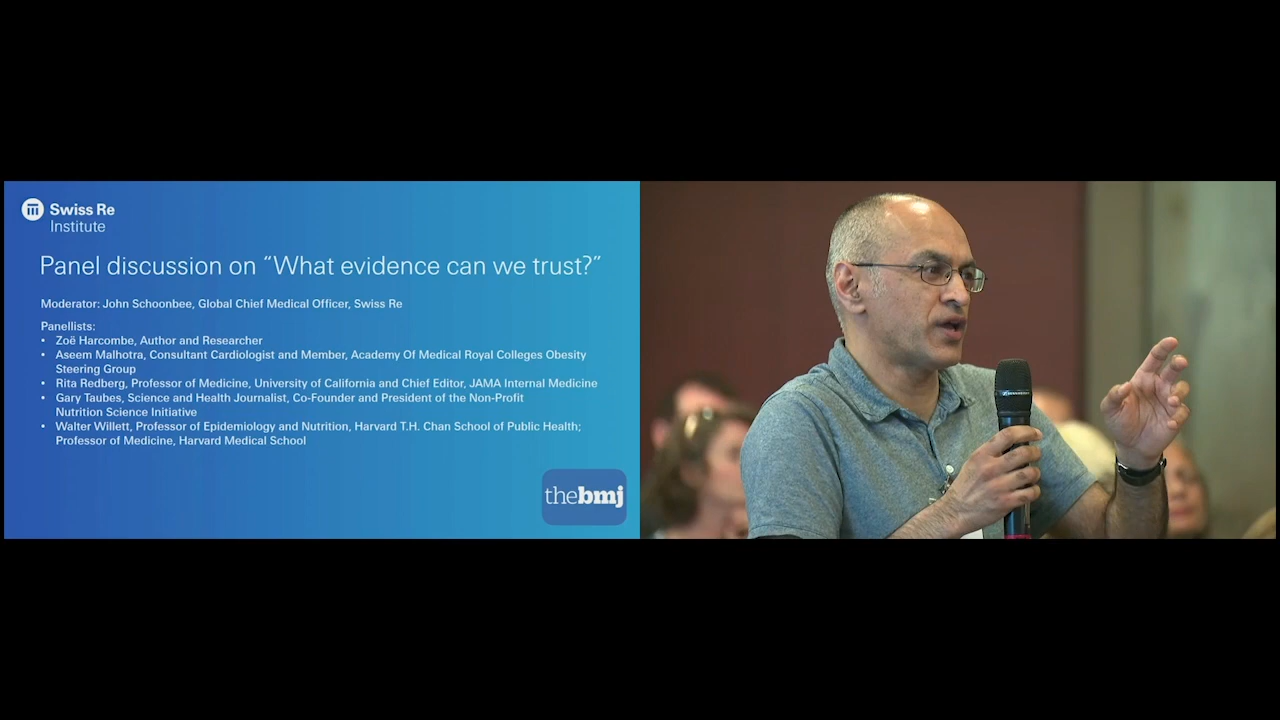 Swiss Re
Institute
Panel discussion on “What evidence can we trust?”
Moderator: John Schoonbee, Global Chief Medical Officer, Swiss Re
Panellists:
• Zoë Harcombe, Author and Researcher
• Aseem Malhotra, Consultant Cardiologist and Member, Academy Of Medical Royal Colleges Obesity
Steering Group
• Rita Redberg, Professor of Medicine, University of California and Chief Editor, JAMA Internal Medicine
• Gary Taubes, Science and Health Journalist, Co-Founder and President of the Non-Profit
Nutrition Science Initiative
• Walter Willett, Professor of Epidemiology and Nutrition, Harvard T.H. Chan School of Public Health;
Professor of Medicine, Harvard Medical School
thebmj